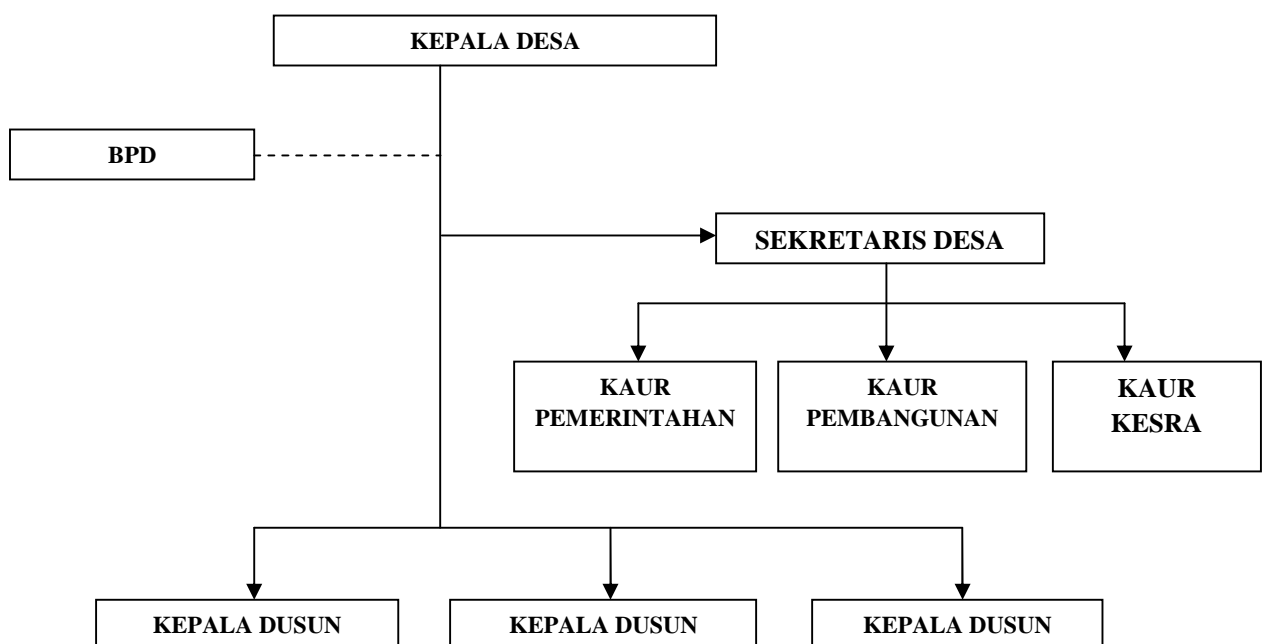 KEPALA DESA
BPD
SEKRETARIS DESA
KAUR
PEMERINTAHAN
KAUR
PEMBANGUNAN
KAUR
KESRA
KEPALA DUSUN
KEPALA DUSUN
KEPALA DUSUN